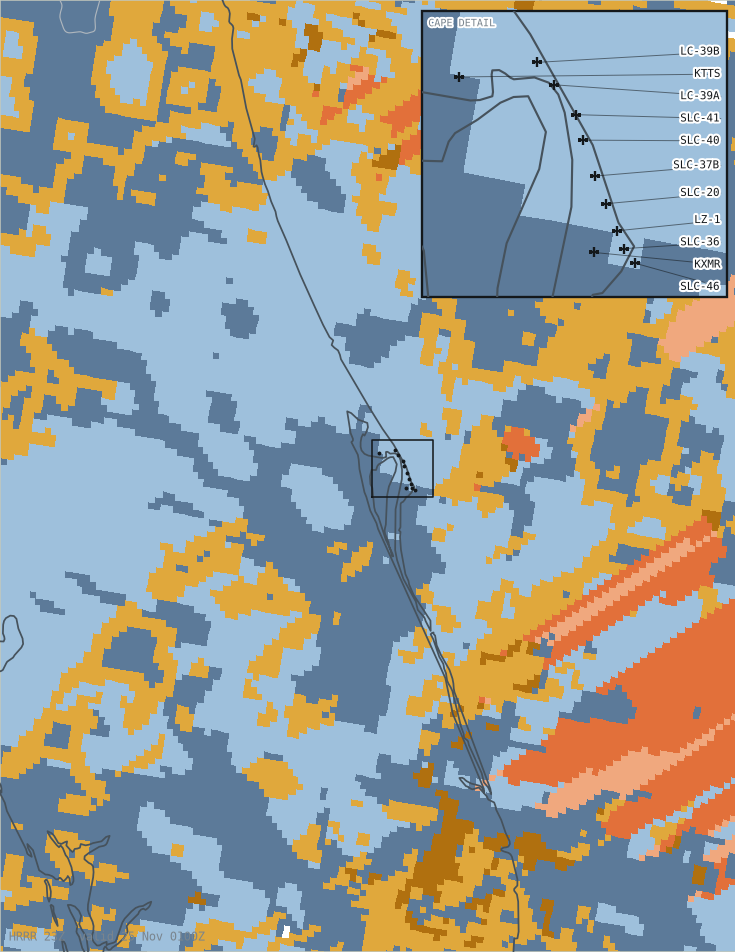 CAPE DETAIL
LC-39B
KTTS
LC-39A
SLC-41
SLC-40
SLC-37B
SLC-20
LZ-1
SLC-36
KXMR
SLC-46
HRRR Nov